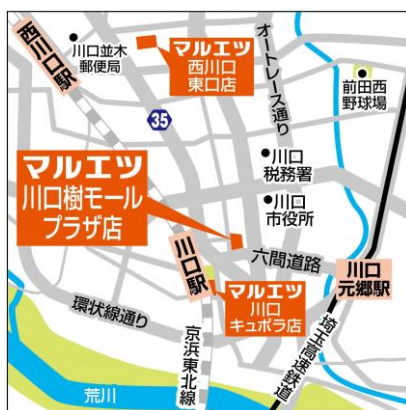 西川口駅
川口並木
郵便局
マルエツ
西川口
東口店
オートレース通り
前田西
野球場
35
川口
税務署
マルエツ
川口樹モール
プラザ店
川口
市役所
川口駅
六間道路
川口
元郷駅
マルエツ
川口
キュポラ店
環状線通り
京浜東北線
埼玉高速鉄道
荒川